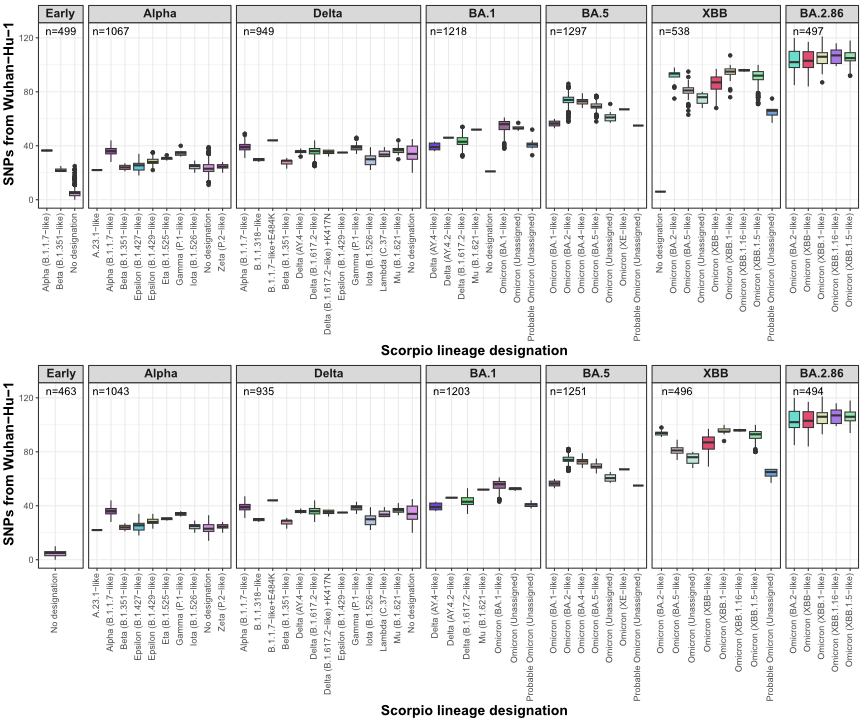 Early Alpha Delta BA.1 BA.5 XBB BA.2.86
n=499 n=1067 n=949 n=1218 n=1297 n=538 n=497
SNPs from Wuhan−Hu−1
120
80
40
0
Alpha (B.1.1.7−like)
Beta (B.1.351−like)
No designation
A.23.1−like
Alpha (B.1.1.7−like)
Beta (B.1.351−like)
Epsilon (B.1.427−like)
Epsilon (B.1.429−like)
Eta (B.1.525−like)
Gamma (P.1−like)
Iota (B.1.526−like)
No designation
Zeta (P.2−like)
Alpha (B.1.1.7−like)
B.1.1.318−like
B.1.1.7−like+E484K
Beta (B.1.351−like)
Delta (AY.4−like)
Delta (B.1.617.2−like)
Delta (B.1.617.2−like) +K417N
Epsilon (B.1.429−like)
Gamma (P.1−like)
Iota (B.1.526−like)
Lambda (C.37−like)
Mu (B.1.621−like)
No designation
Delta (AY.4−like)
Delta (AY.4.2−like)
Delta (B.1.617.2−like)
Mu (B.1.621−like)
No designation
Omicron (BA.1−like)
Omicron (Unassigned)
Probable Omicron (Unassigned)
Omicron (BA.1−like)
Omicron (BA.2−like)
Omicron (BA.4−like)
Omicron (BA.5−like)
Omicron (Unassigned)
Omicron (XE−like)
Probable Omicron (Unassigned)
No designation
Omicron (BA.2−like)
Omicron (BA.5−like)
Omicron (Unassigned)
Omicron (XBB−like)
Omicron (XBB.1−like)
Omicron (XBB.1.16−like)
Omicron (XBB.1.5−like)
Probable Omicron (Unassigned)
Omicron (BA.2−like)
Omicron (XBB−like)
Omicron (XBB.1−like)
Omicron (XBB.1.16−like)
Omicron (XBB.1.5−like)
Scorpio lineage designation
Early Alpha Delta BA.1 BA.5 XBB BA.2.86
n=463 n=1043 n=935 n=1203 n=1251 n=496 n=494
SNPs from Wuhan−Hu−1
120
80
40
0
No designation
A.23.1−like
Alpha (B.1.1.7−like)
Beta (B.1.351−like)
Epsilon (B.1.427−like)
Epsilon (B.1.429−like)
Eta (B.1.525−like)
Gamma (P.1−like)
Iota (B.1.526−like)
No designation
Zeta (P.2−like)
Alpha (B.1.1.7−like)
B.1.1.318−like
B.1.1.7−like+E484K
Beta (B.1.351−like)
Delta (AY.4−like)
Delta (B.1.617.2−like)
Delta (B.1.617.2−like) +K417N
Epsilon (B.1.429−like)
Gamma (P.1−like)
Iota (B.1.526−like)
Lambda (C.37−like)
Mu (B.1.621−like)
No designation
Delta (AY.4−like)
Delta (AY.4.2−like)
Delta (B.1.617.2−like)
Mu (B.1.621−like)
Omicron (BA.1−like)
Omicron (Unassigned)
Probable Omicron (Unassigned)
Omicron (BA.1−like)
Omicron (BA.2−like)
Omicron (BA.4−like)
Omicron (BA.5−like)
Omicron (Unassigned)
Omicron (XE−like)
Probable Omicron (Unassigned)
Omicron (BA.2−like)
Omicron (BA.5−like)
Omicron (Unassigned)
Omicron (XBB−like)
Omicron (XBB.1−like)
Omicron (XBB.1.16−like)
Omicron (XBB.1.5−like)
Probable Omicron (Unassigned)
Omicron (BA.2−like)
Omicron (XBB−like)
Omicron (XBB.1−like)
Omicron (XBB.1.16−like)
Omicron (XBB.1.5−like)
Scorpio lineage designation